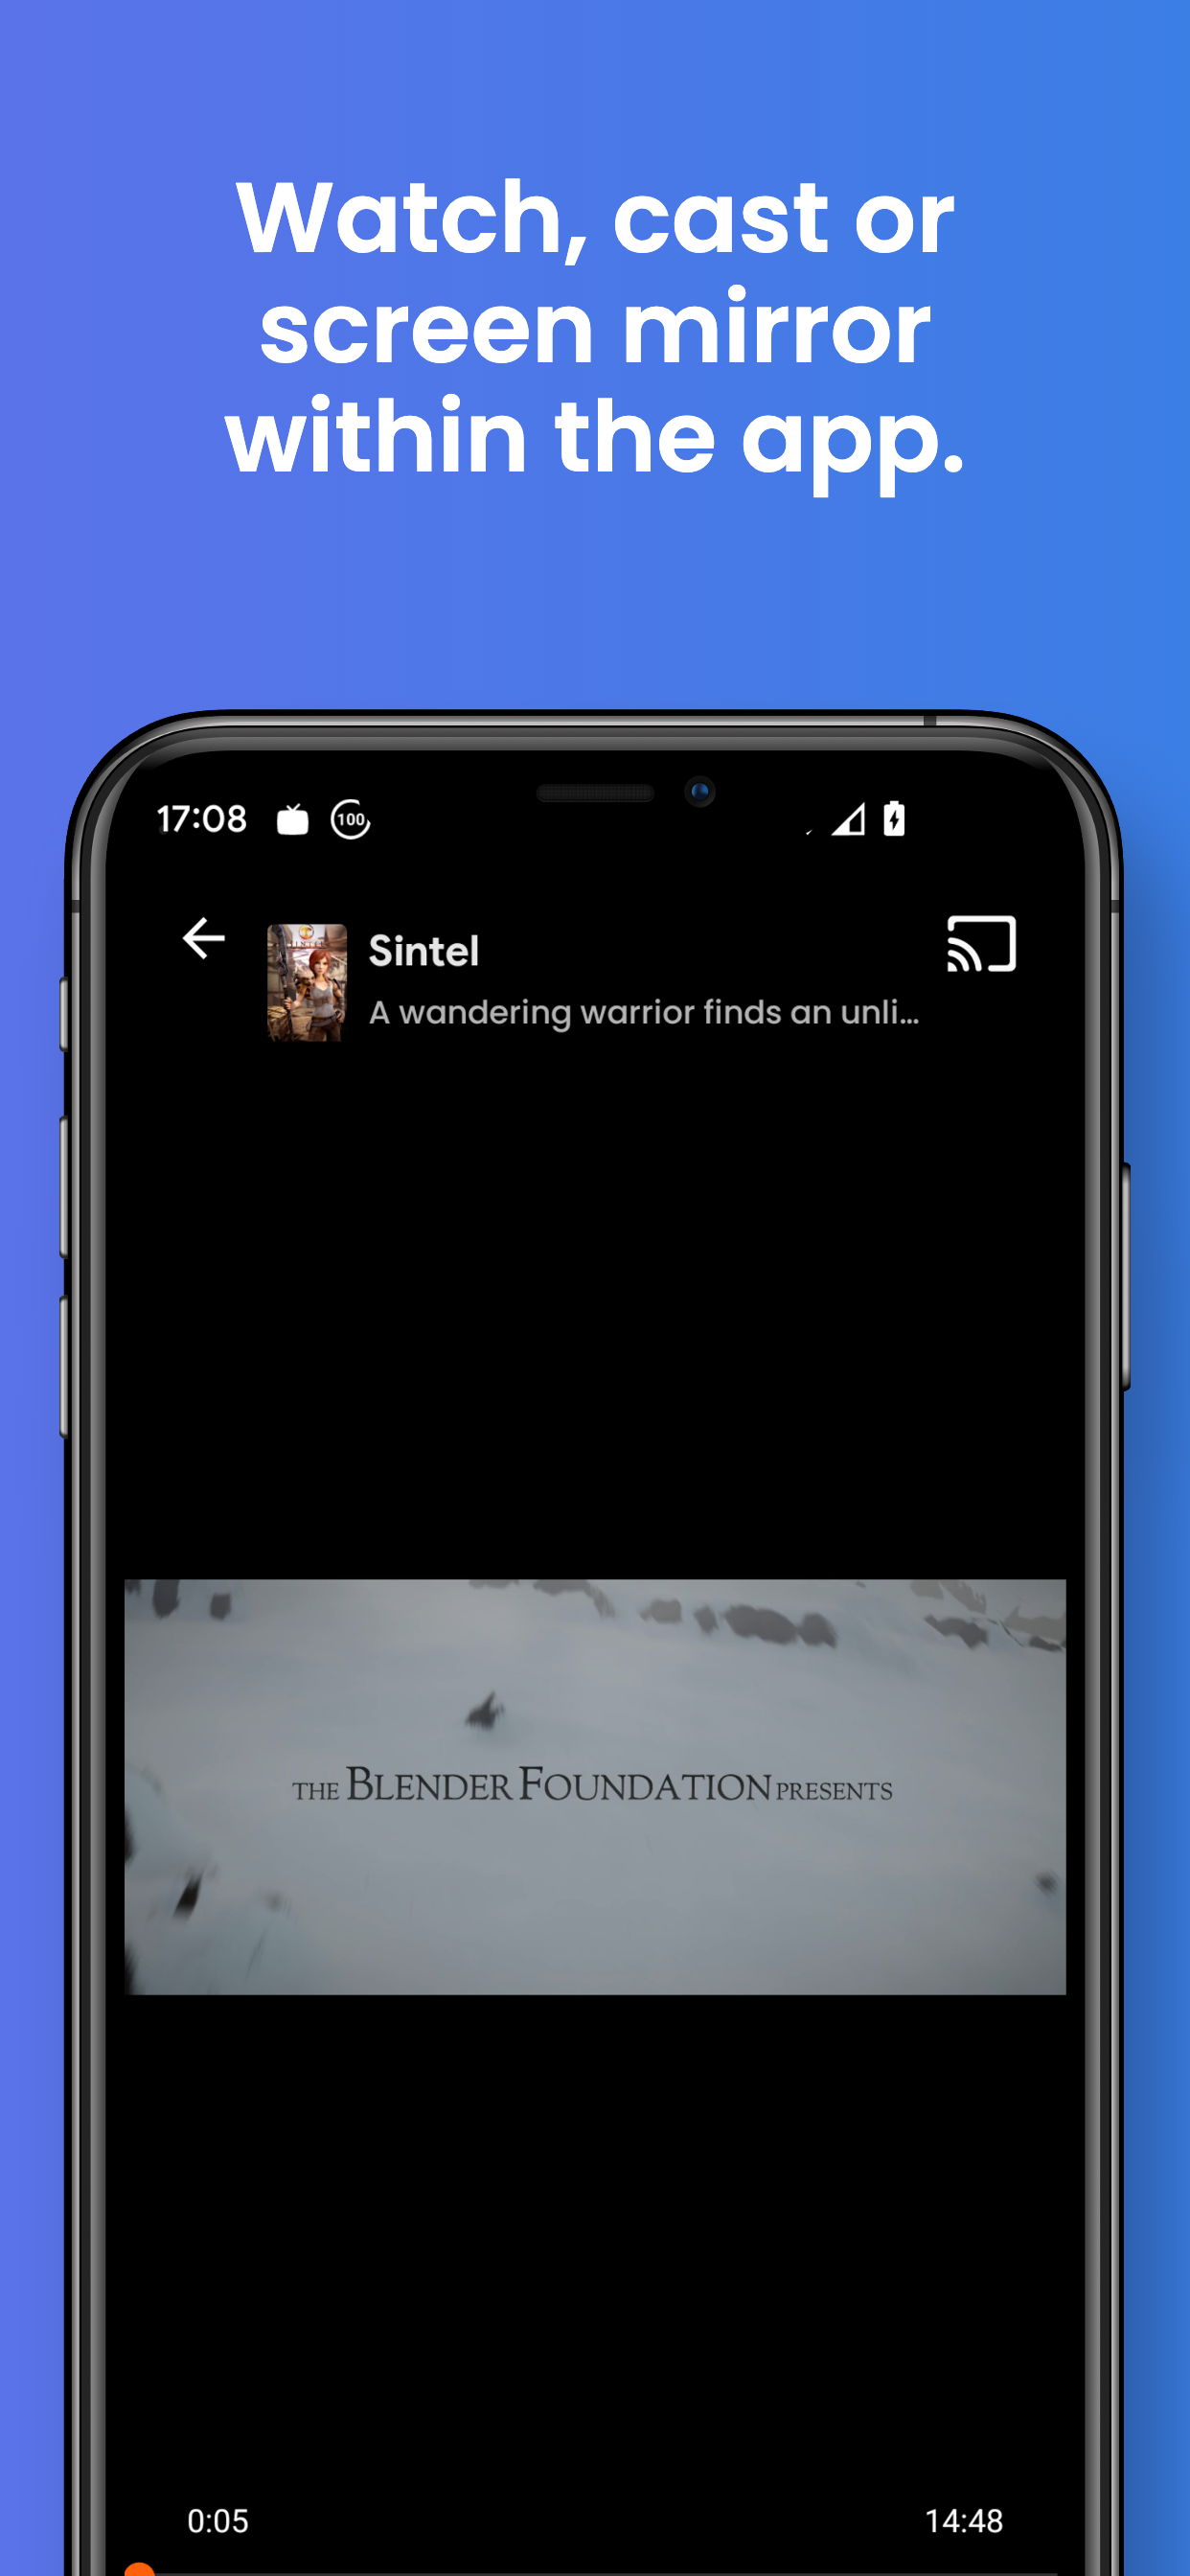 Watch, cast or
screen mirror
within the app.
17:08
100
Sintel
A wandering warrior finds an unli...
THE BLENDER FOUNDATION PRESENTS
0:05
14:48